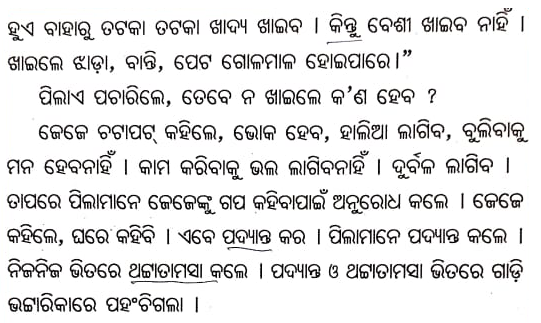 ହୁଏ ବାହାରୁ ତଟକା ତଟକା ଖାଦ୍ୟ ଖାଇବ । କିନ୍ତୁ ବେଶୀ ଖାଇବ ନାହିଁ ।
ଖାଇଲେ ଝାଡ଼ା, ବାନ୍ତି, ପେଟ ଗୋଳମାଳ ହୋଇପାରେ।”
ପିଲାଏ ପଚାରିଲେ, ତେବେ ନ ଖାଇଲେ କ’ଣ ହେବ ?
ଜେଜେ ଚଟାପଟ୍ କହିଲେ, ଭୋକ ହେବ, ହାଲିଆ ଲାଗିବ, ବୁଲିବାକୁ
ମନ ହେବନାହିଁ । କାମ କରିବାକୁ ଭଲ ଲାଗିବନାହିଁ । ଦୁର୍ବଳ ଲାଗିବ ।
ତାପରେ ପିଲାମାନେ ଜେଜେଙ୍କୁ ଗପ କହିବାପାଇଁ ଅନୁରୋଧ କଲେ । ଜେଜେ
କହିଲେ, ଘରେ କହିବି । ଏବେ ପଦ୍ୟାନ୍ତ କର । ପିଲାମାନେ ପଦ୍ୟାନ୍ତ କଲେ ।
ନିଜନିଜ ଭିତରେ ଥଟ୍ଟାତାମସା କଲେ । ପଦ୍ୟାନ୍ତ ଓ ଥଟ୍ଟାତାମସା ଭିତରେ ଗାଡ଼ି
ଭଟ୍ଟାରିକାରେ ପହଂଚିଗଲା ।